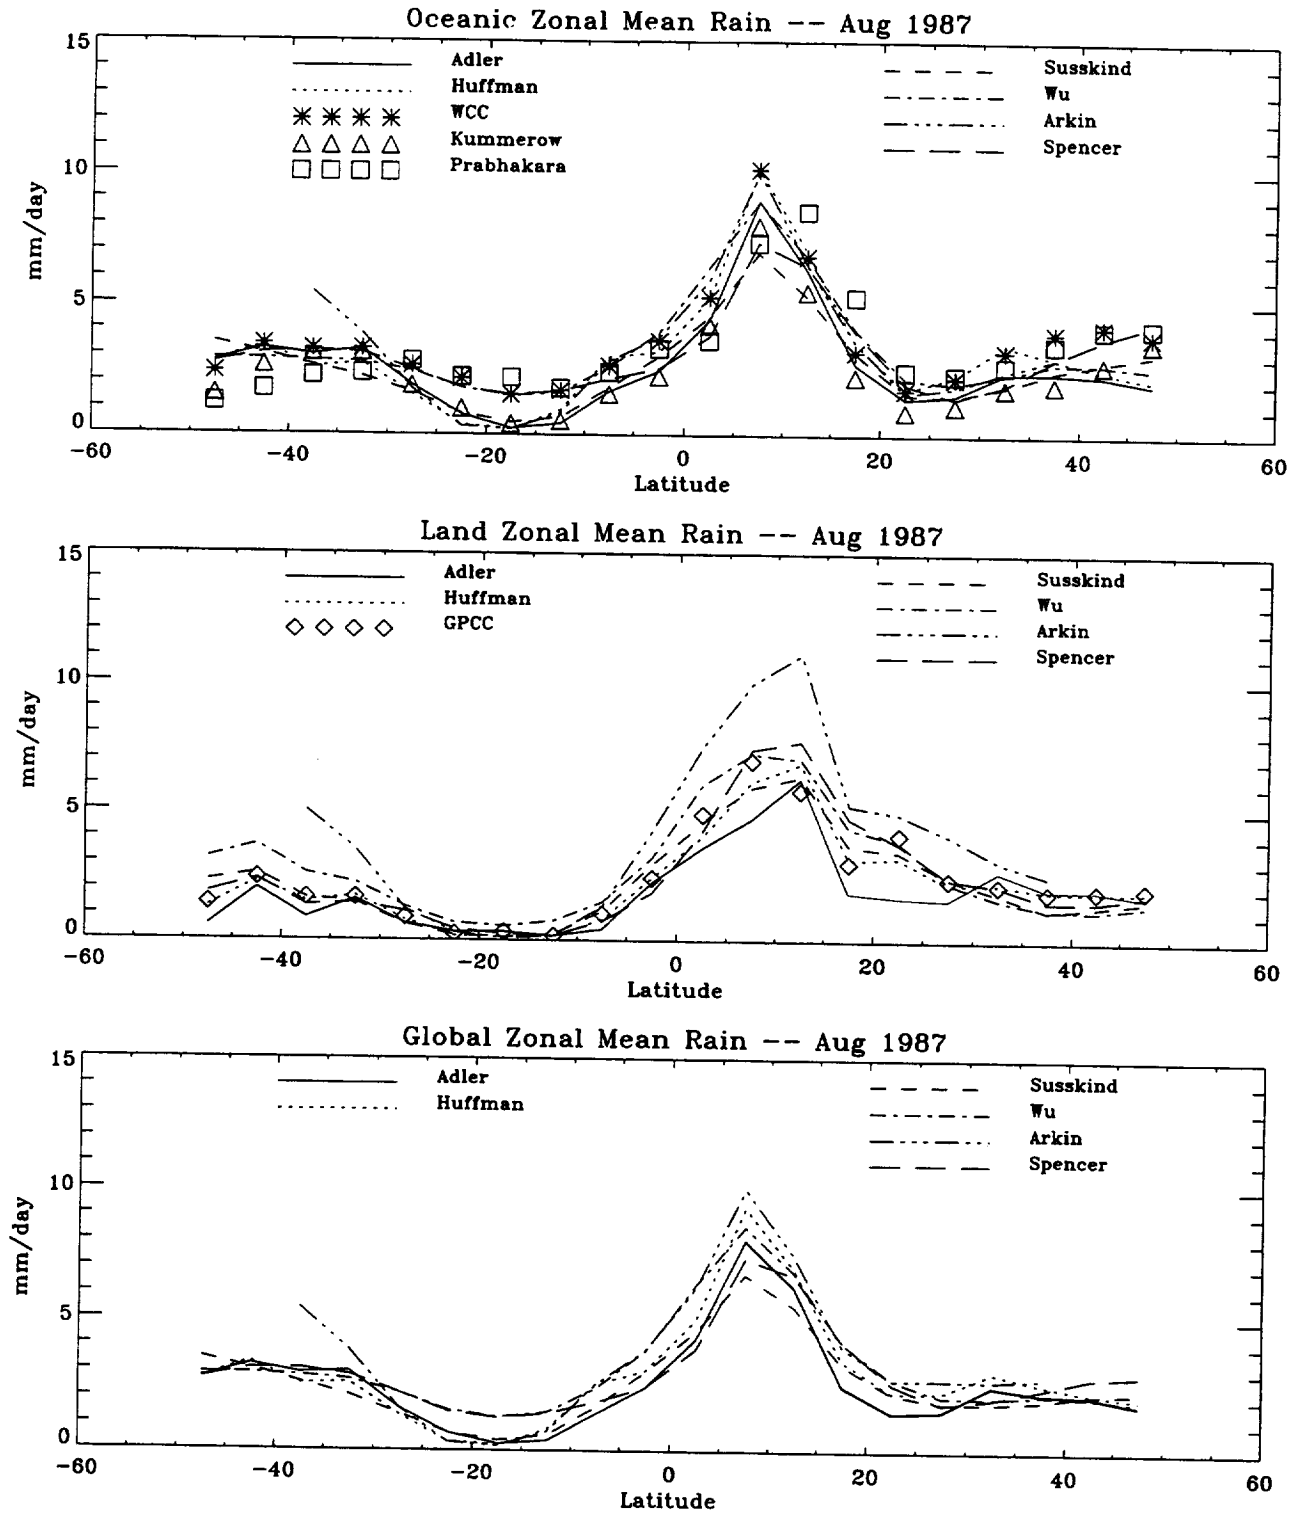 Oceanic Zonal Mean Rain -- Aug 1987
15
10
5
0
mm/day
Adler
Huffman
WCC
Kummerow
Prabhakara
Susskind
Wu
Arkin
Spencer
-60 -40 -20 0 20 40 60
Latitude
Land Zonal Mean Rain -- Aug 1987
15
10
5
0
mm/day
Adler
Huffman
GPCC
Susskind
Wu
Arkin
Spencer
-60 -40 -20 0 20 40 60
Latitude
Global Zonal Mean Rain -- Aug 1987
15
10
5
0
mm/day
Adler
Huffman
Susskind
Wu
Arkin
Spencer
-60 -40 -20 0 20 40 60
Latitude